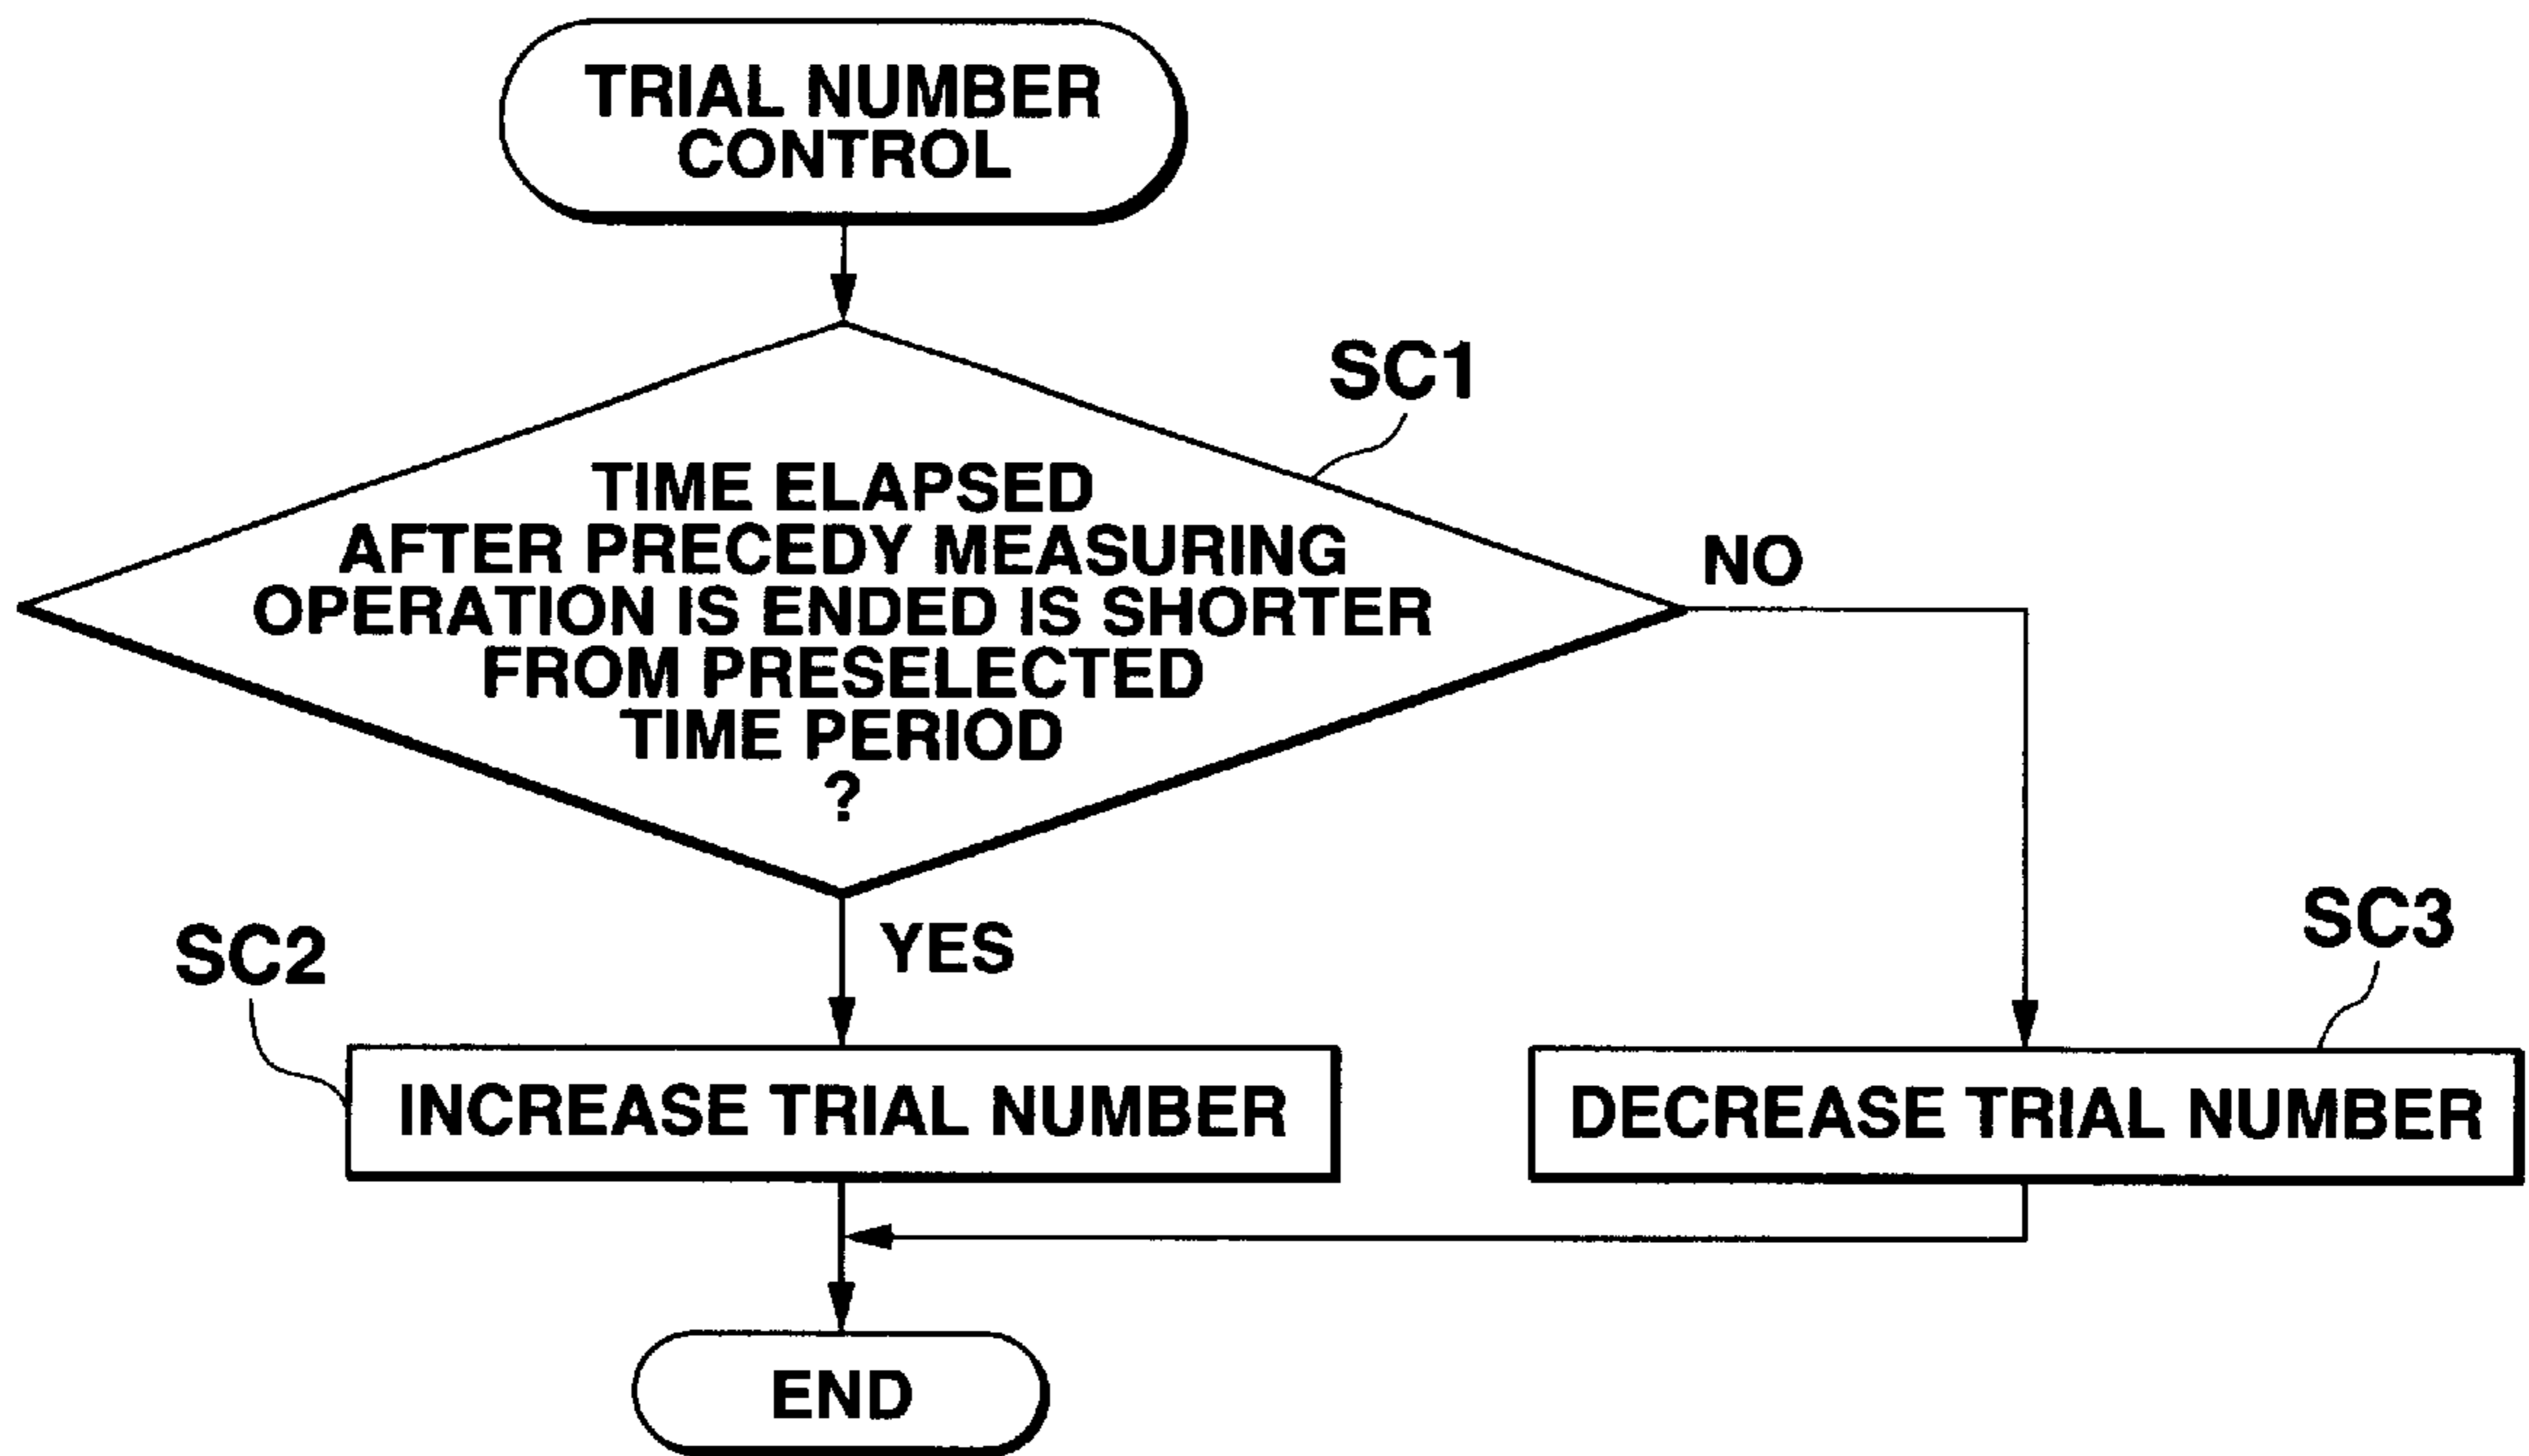 TRIAL NUMBER
CONTROL
SC1
TIME ELAPSED
AFTER PRECEDY MEASURING
OPERATION IS ENDED IS SHORTER
FROM PRESELECTED
TIME PERIOD
?
NO
YES
SC2
SC3
INCREASE TRIAL NUMBER
DECREASE TRIAL NUMBER
END